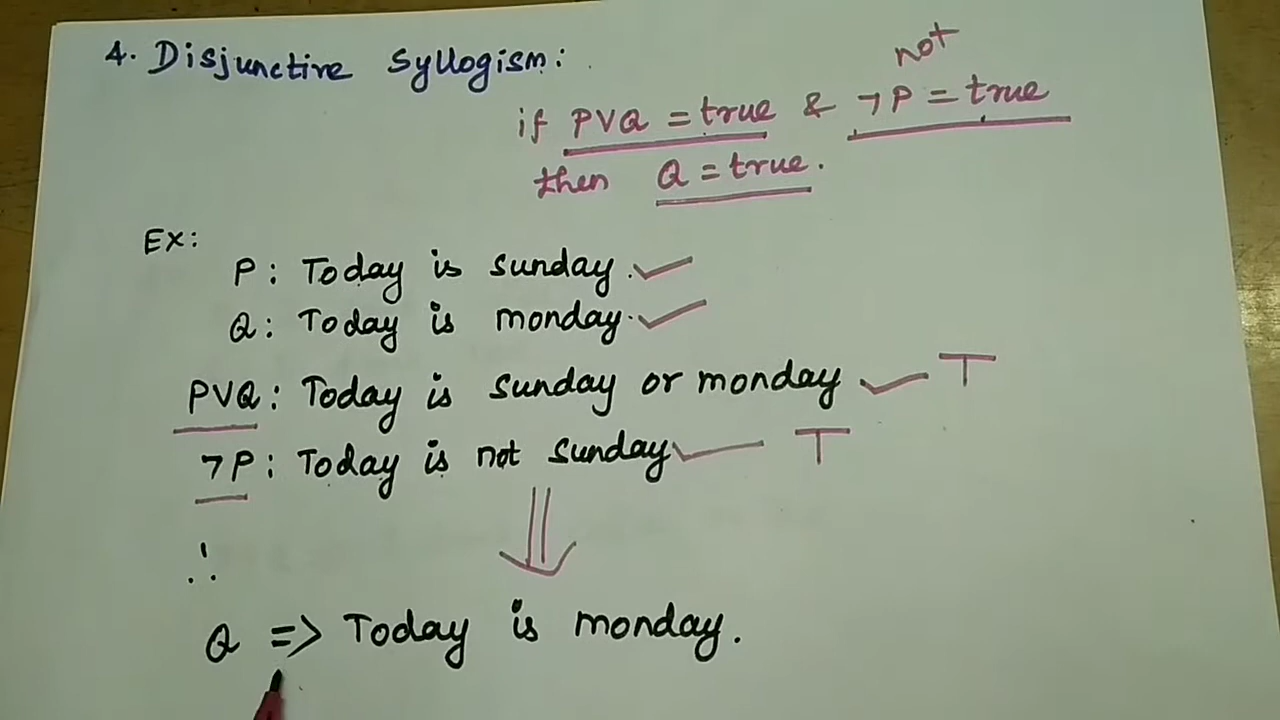 4. Disjunctive Syllogism:
not
if PVQ = true & ¬P = true
then Q = true.
Ex:
P: Today is sunday.
Q: Today is monday.
PVQ: Today is sunday or monday T
¬P: Today is not sunday T
∴
Q => Today is monday.